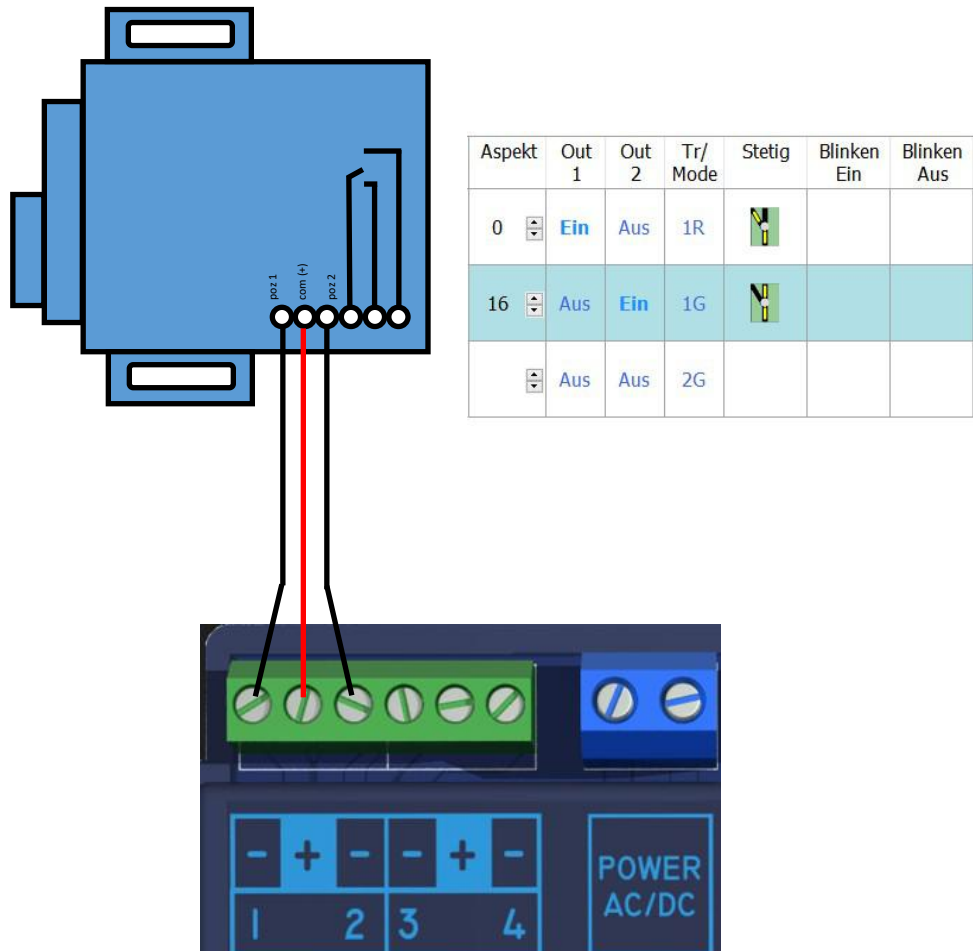 Aspekt Out 1 Out 2 Tr/ Mode Stetig Blinken Ein Blinken Aus
0 Ein Aus 1R
16 Aus Ein 1G
Aus Aus 2G
poz 1
com (+)
poz 2
- + - - + -
1 2 3 4
POWER
AC/DC